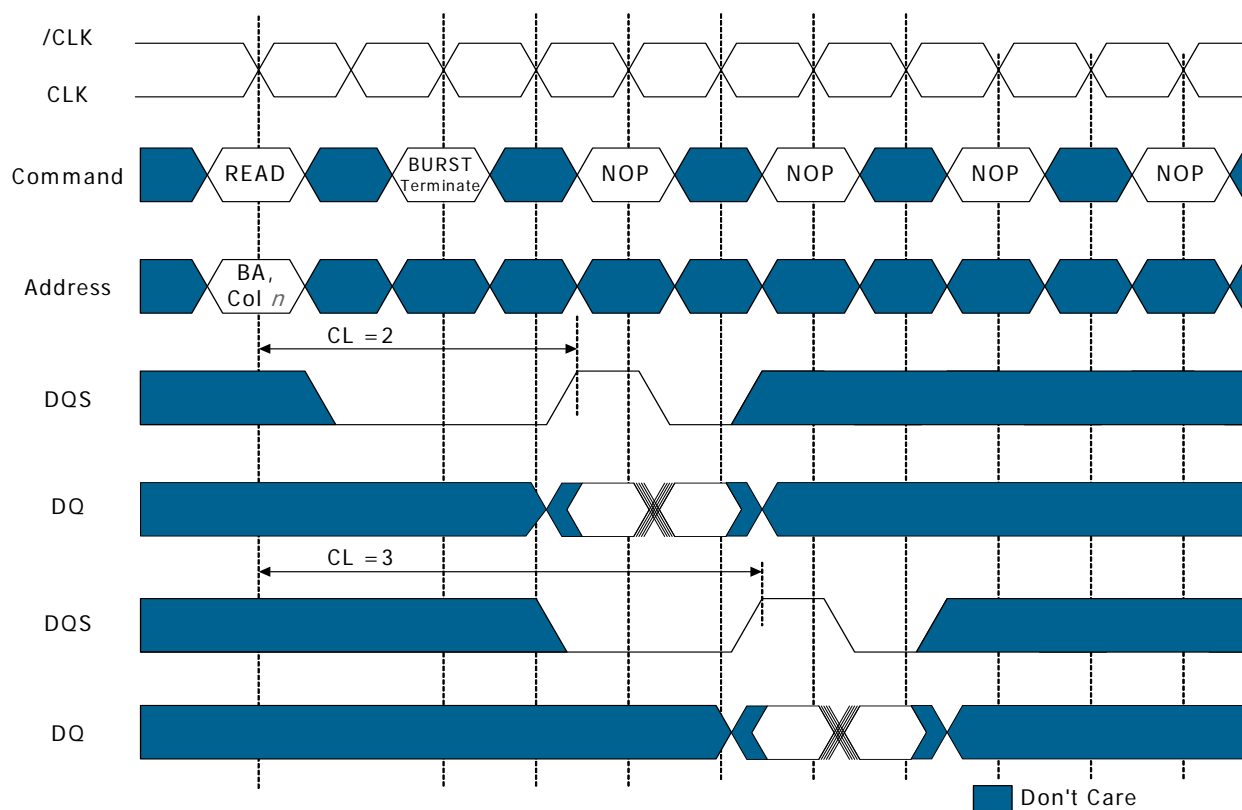 /CLK
CLK
Command
READ
BURST
Terminate
NOP
NOP
NOP
NOP
Address
BA,
Col n
CL =2
DQS
DQ
CL =3
DQS
DQ
Don't Care